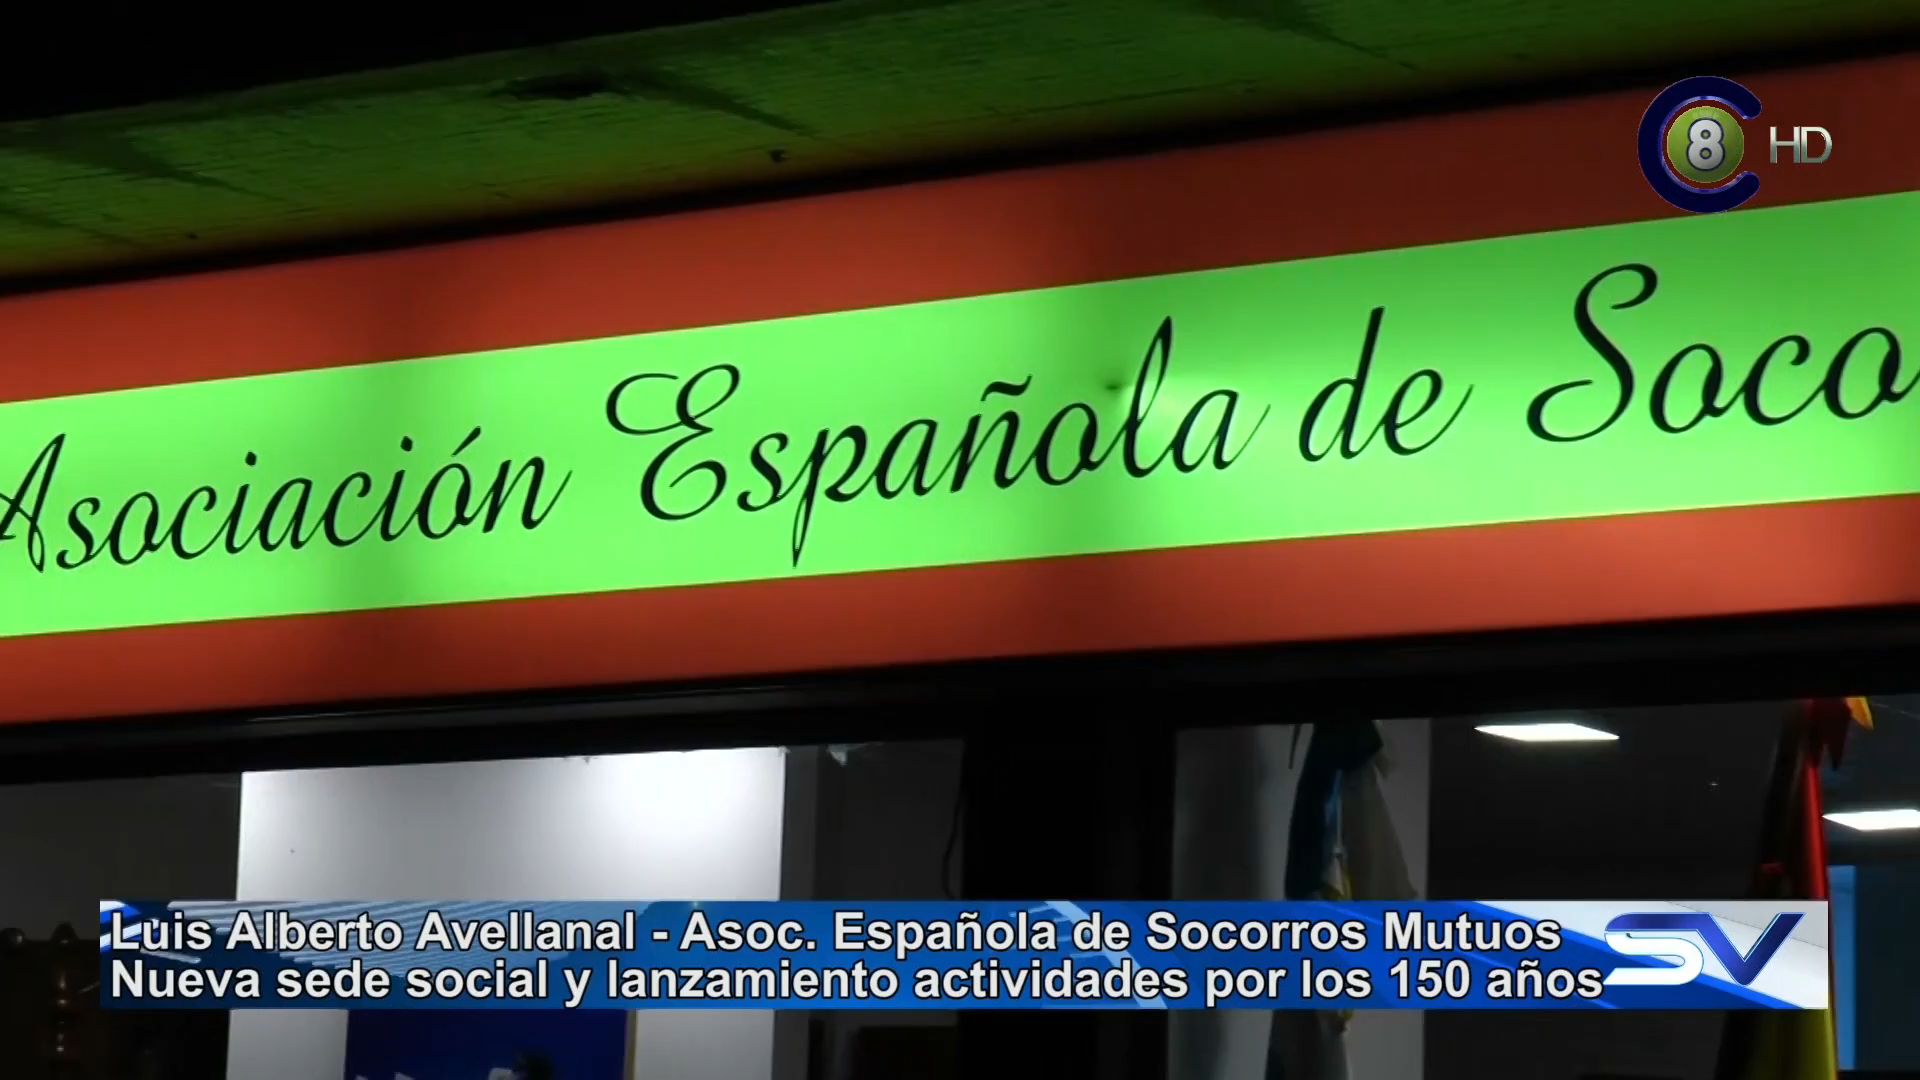 8 HD
Asociación Española de Soco
Luis Alberto Avellanal - Asoc. Española de Socorros Mutuos
Nueva sede social y lanzamiento actividades por los 150 años
SV